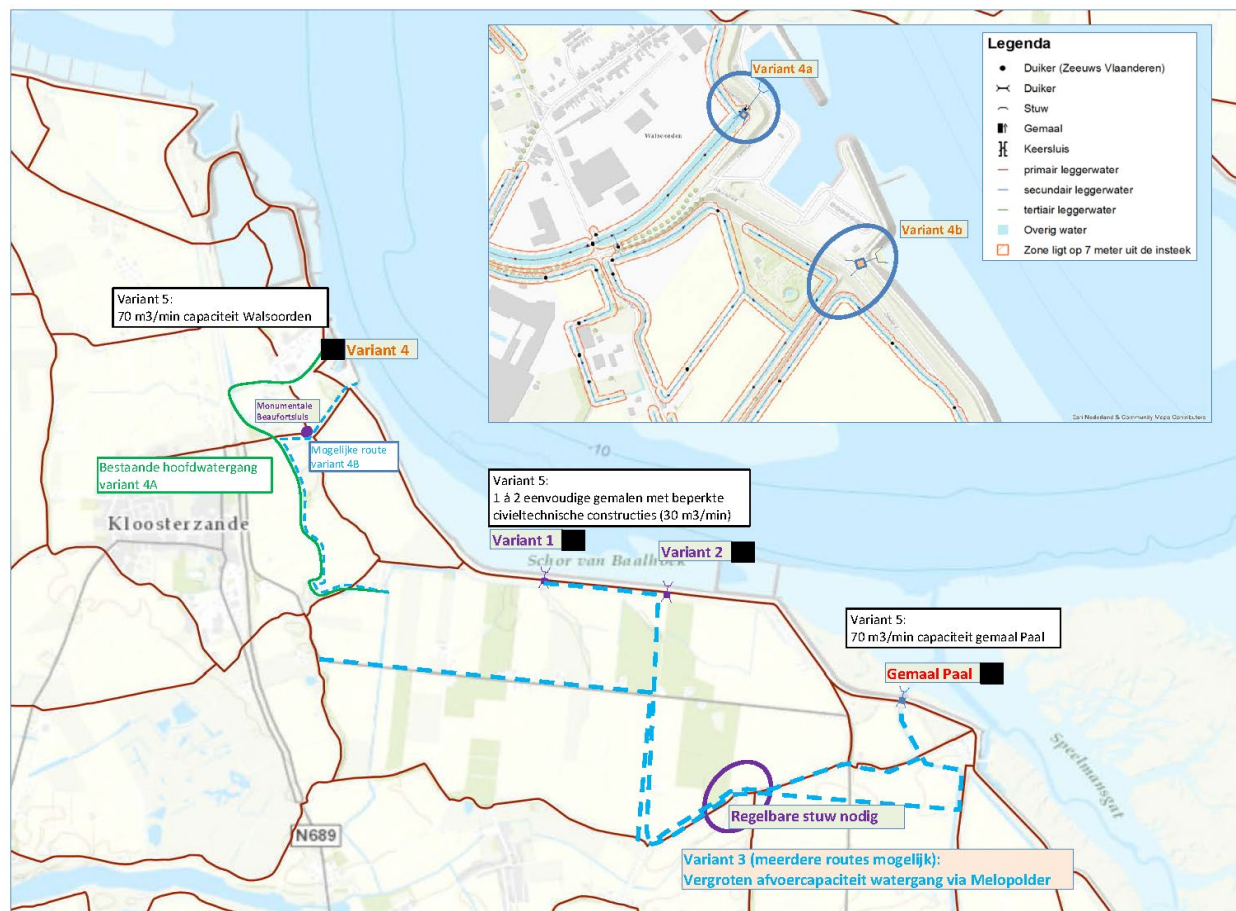 Variant 4a
Walsoorden
Variant 4b
Esri Nederland & Community Maps Contributors
Legenda
Duiker (Zeeuws Vlaanderen)
Duiker
Stuw
Gemaal
Keersluis
primair leggerwater
secundair leggerwater
tertiair leggerwater
Overig water
Zone ligt op 7 meter uit de insteek
Variant 5:
70 m3/min capaciteit Walsoorden
Variant 4
Monumentale
Beaufortsluis
Mogelijke route
variant 4B
Bestaande hoofdwatergang
variant 4A
Kloosterzande
-10
Variant 5:
1 á 2 eenvoudige gemalen met beperkte
civieltechnische constructies (30 m3/min)
Variant 1
Variant 2
Schor van Baalhoek
Variant 5:
70 m3/min capaciteit gemaal Paal
Gemaal Paal
Speelmansgat
Regelbare stuw nodig
N689
Variant 3 (meerdere routes mogelijk):
Vergroten afvoercapaciteit watergang via Melopolder